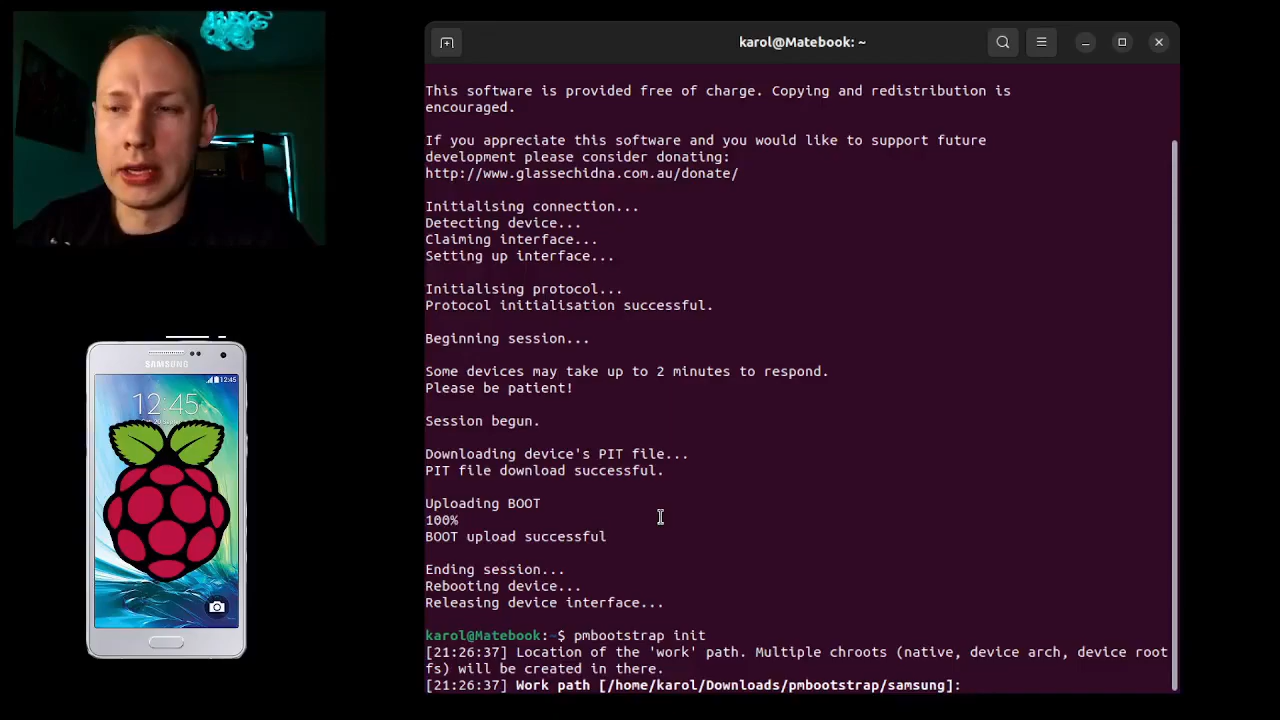 karol@Matebook: ~
This software is provided free of charge. Copying and redistribution is
encouraged.
If you appreciate this software and you would like to support future
development please consider donating:
http://www.glassechidna.com.au/donate/
Initialising connection...
Detecting device...
Claiming interface...
Setting up interface...
Initialising protocol...
Protocol initialisation successful.
Beginning session...
Some devices may take up to 2 minutes to respond.
Please be patient!
Session begun.
Downloading device's PIT file...
PIT file download successful.
Uploading BOOT
100%
BOOT upload successful
Ending session...
Rebooting device...
Releasing device interface...
karol@Matebook:~$ pmbootstrap init
[21:26:37] Location of the 'work' path. Multiple chroots (native, device arch, device root
fs) will be created in there.
[21:26:37] Work path [/home/karol/Downloads/pmbootstrap/samsung]:
SAMSUNG
12:45
12:45